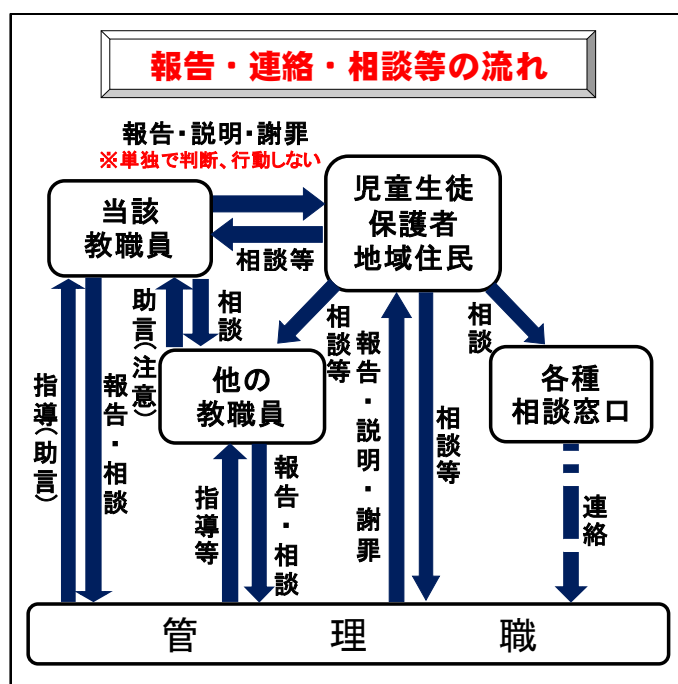 報告・連絡・相談等の流れ
報告・説明・謝罪
※単独で判断、行動しない
当該
教職員
児童生徒
保護者
地域住民
相談等
助言(注意)
相談
相談等
相談
他の
教職員
各種
相談窓口
指導(助言)
報告・相談
指導等
報告・相談
報告・説明・謝罪
相談等
連絡
管理職